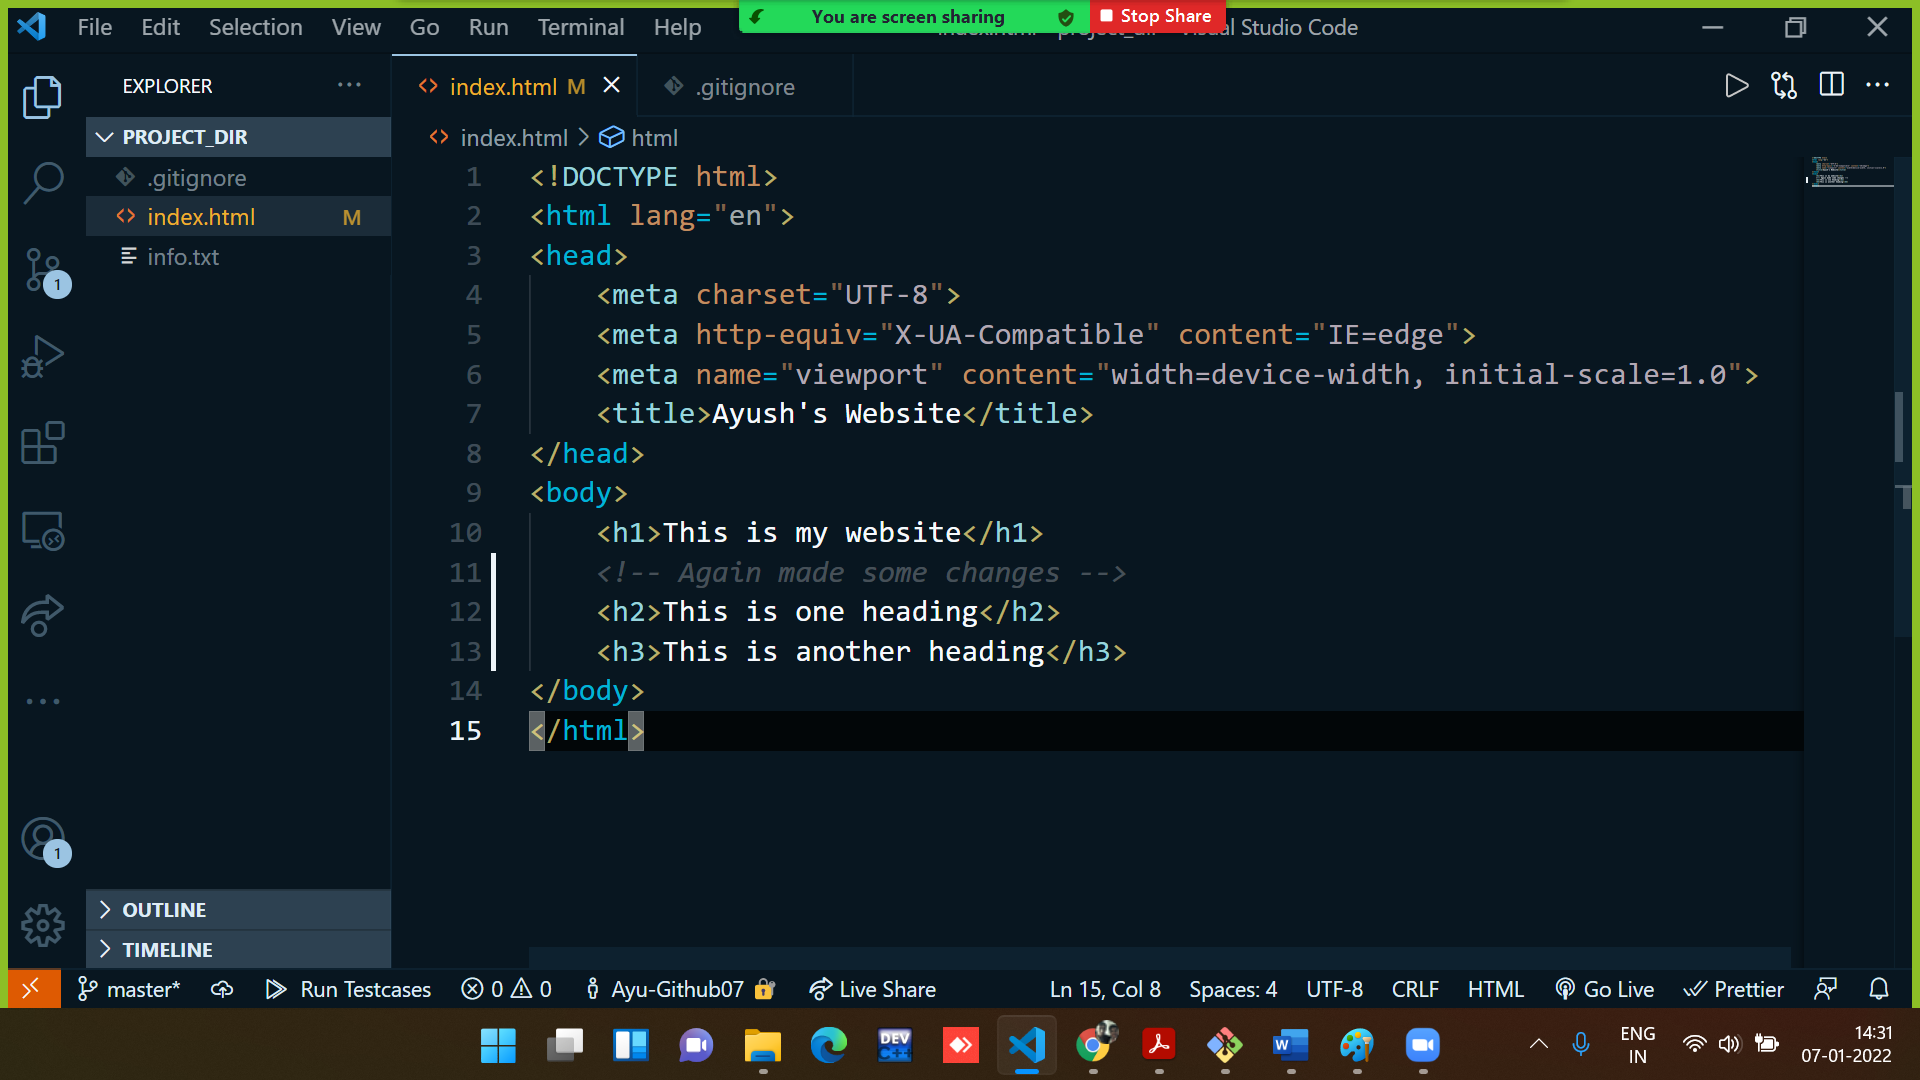 You are screen sharing Stop Share
File Edit Selection View Go Run Terminal Help Visual Studio Code
EXPLORER
index.html M
.gitignore
PROJECT_DIR
index.html > html
.gitignore
index.html M
info.txt
1 <!DOCTYPE html>
2 <html lang="en">
3 <head>
4 <meta charset="UTF-8">
5 <meta http-equiv="X-UA-Compatible" content="IE=edge">
6 <meta name="viewport" content="width=device-width, initial-scale=1.0">
7 <title>Ayush's Website</title>
8 </head>
9 <body>
10 <h1>This is my website</h1>
11 <!-- Again made some changes -->
12 <h2>This is one heading</h2>
13 <h3>This is another heading</h3>
14 </body>
15 </html>
1
1
OUTLINE
TIMELINE
master* Run Testcases 0 0 Ayu-Github07 Live Share Ln 15, Col 8 Spaces: 4 UTF-8 CRLF HTML Go Live Prettier
DEV C++
W
ENG
IN
14:31
07-01-2022